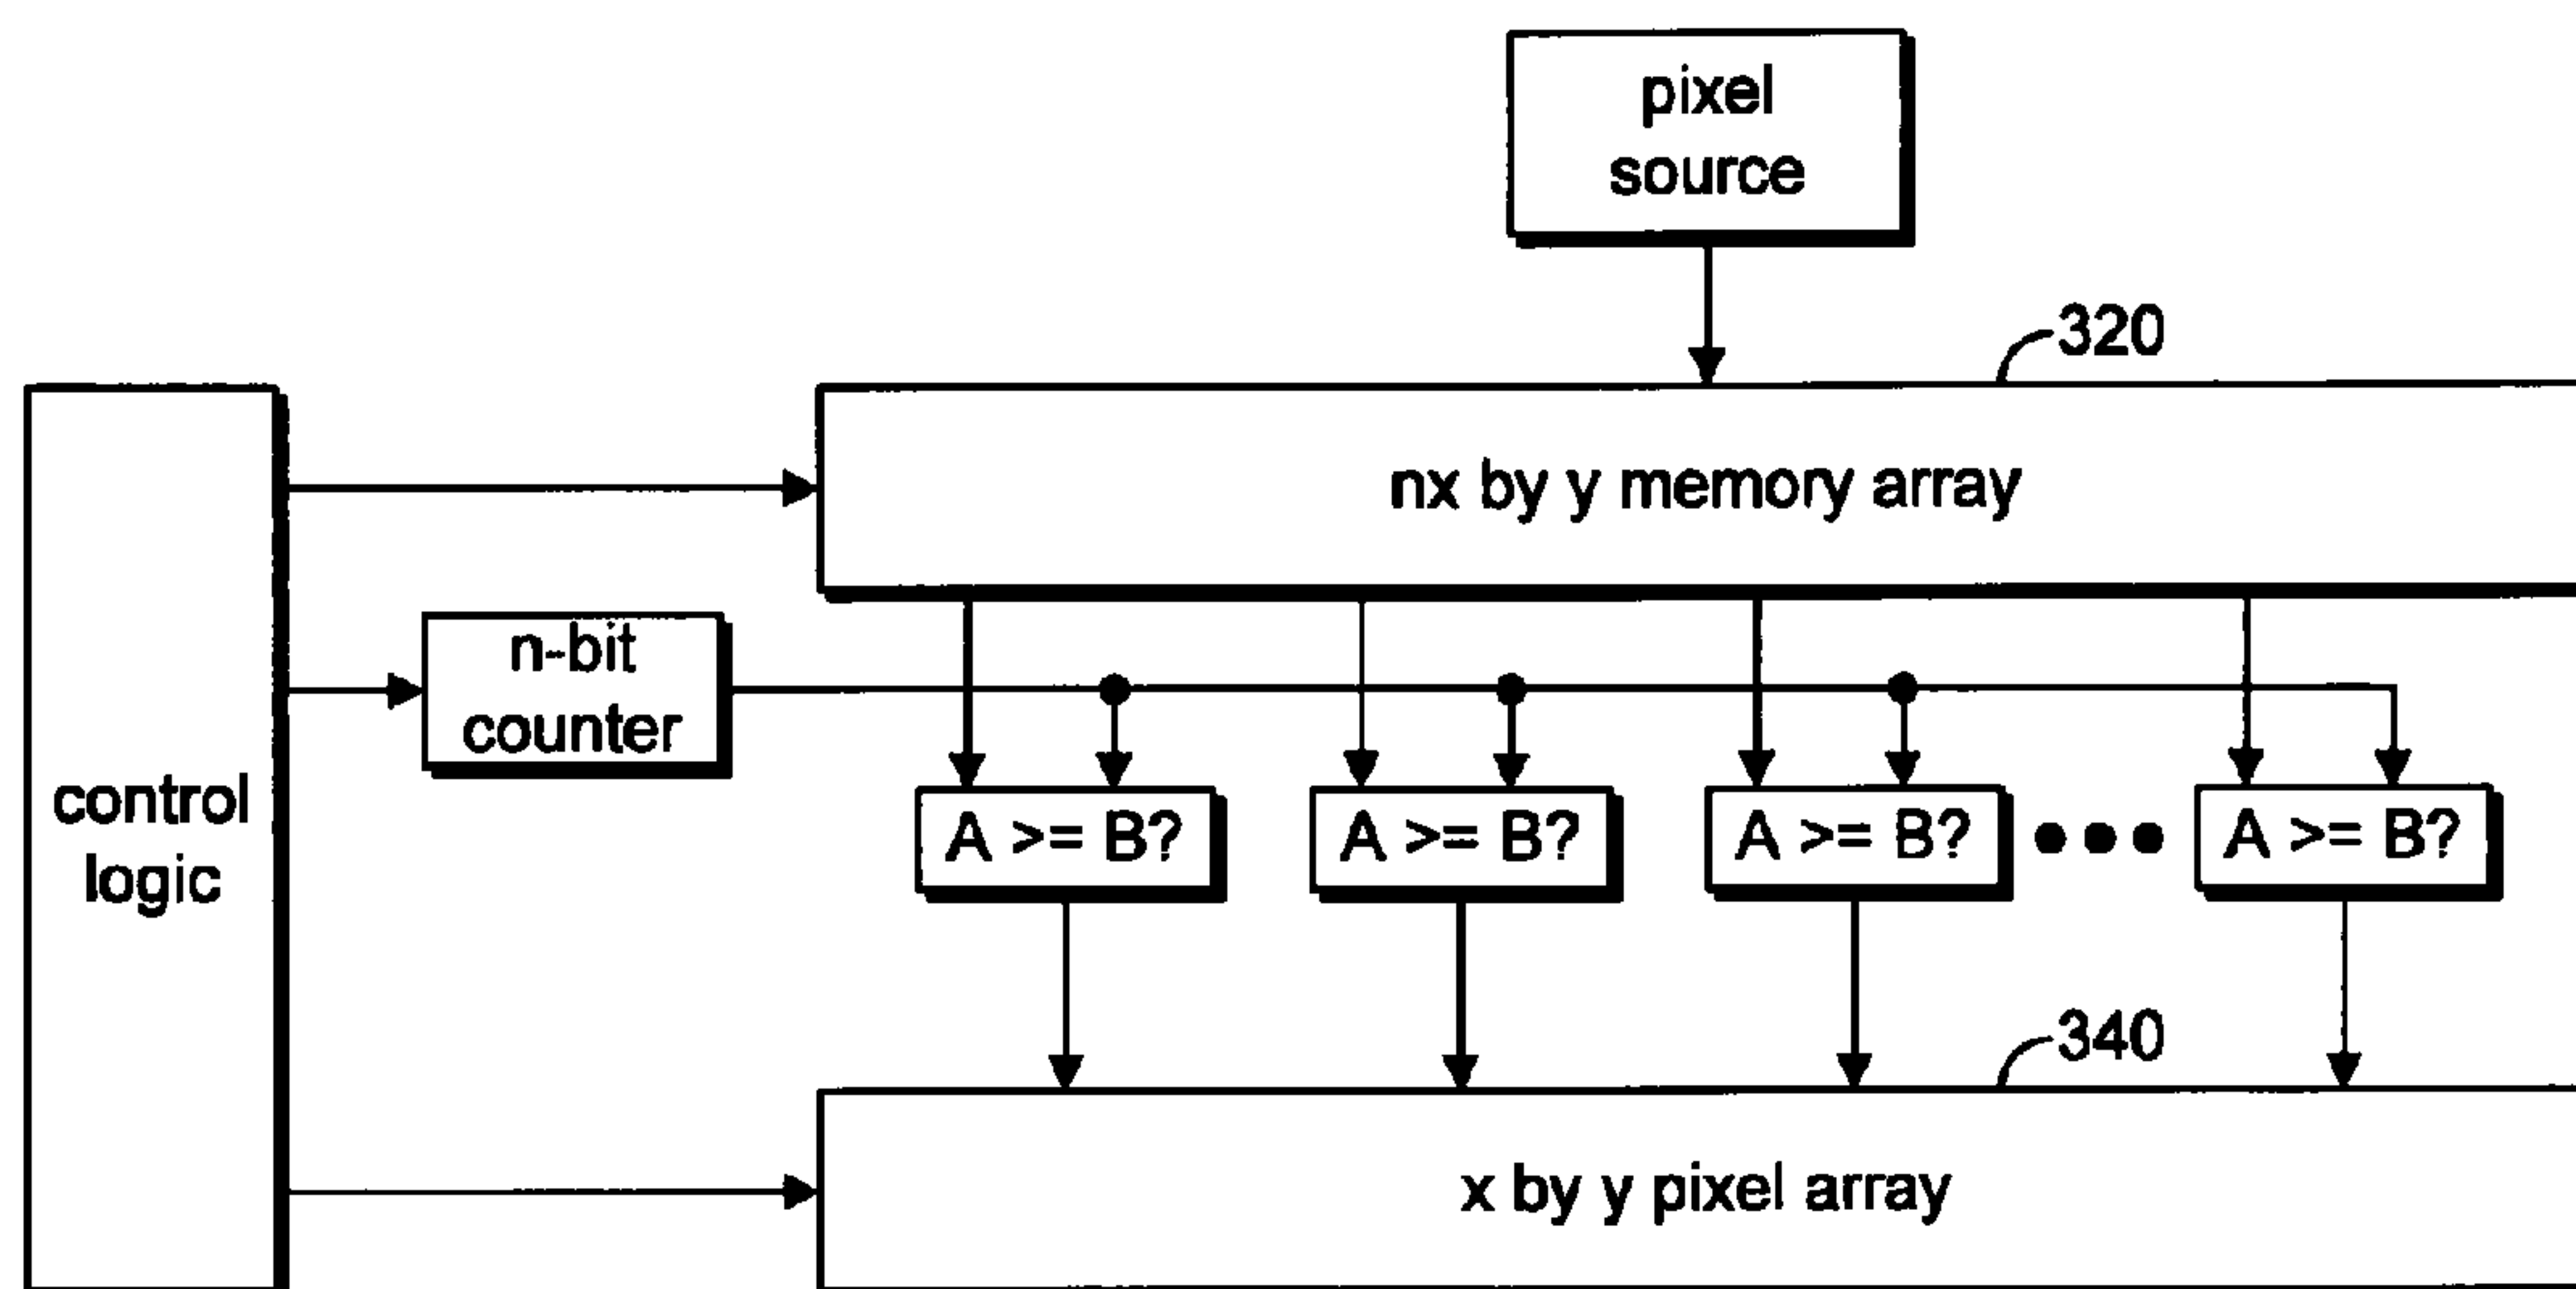 pixel
source
320
nx by y memory array
n-bit
counter
control
logic
A >= B?
A >= B?
A >= B?
A >= B?
340
x by y pixel array